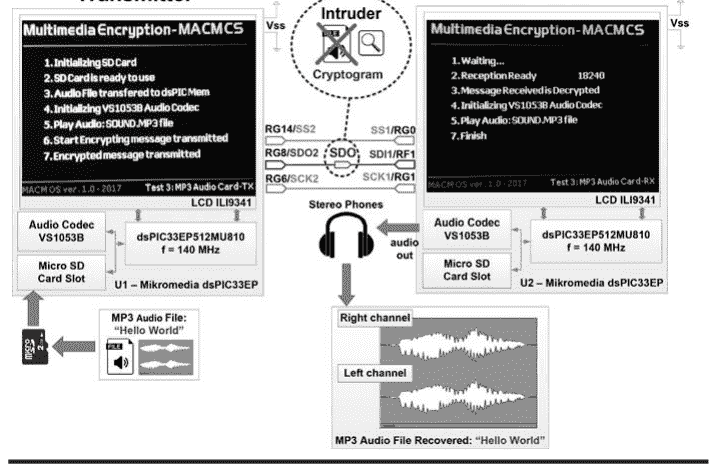 Transmitter
Vss
Multimedia Encryption-MACMCS
1.Initializing SD Card
2.SD Card is ready to use
3.Audio File transfered to dsPIC Mem
4.Initializing VS1053B Audio Codec
5.Play Audio: SOUND.MP3 file
6.Start Encrypting message transmitted
7.Encrypted message transmitted
MACMOS ver. 1.0 - 2017
Test 3: MP3 Audio Card-TX
LCD ILI9341
Audio Codec
VS1053B
Micro SD
Card Slot
dsPIC33EP512MU810
f = 140 MHz
U1 – Mikromedia dsPIC33EP
MP3 Audio File:
“Hello World”
FILE
Intruder
Cryptogram
RG14/SS2
SS1/RG0
RG8/SDO2
SDO
SDI1/RF1
RG6/SCK2
SCK1/RG1
Stereo Phones
audio
out
Vss
Multimedia Encryption-MACMCS
1.Waiting...
2.Reception Ready 18240
3.Message Received is Decrypted
4.Initializing VS1053B Audio Codec
5.Play Audio: SOUND.MP3 file
7.Finish
MACMOS ver. 1.0 - 2017
Test 3: MP3 Audio Card-RX
LCD ILI9341
Audio Codec
VS1053B
Micro SD
Card Slot
dsPIC33EP512MU810
f = 140 MHz
U2 – Mikromedia dsPIC33EP
Right channel
Left channel
MP3 Audio File Recovered: “Hello World”